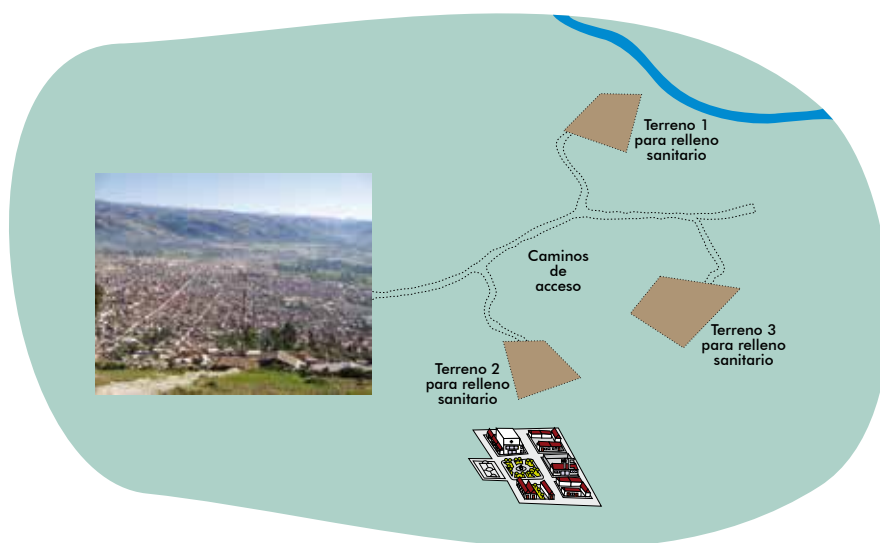 Terreno 1
para relleno
sanitario
Caminos
de
acceso
Terreno 3
para relleno
sanitario
Terreno 2
para relleno
sanitario